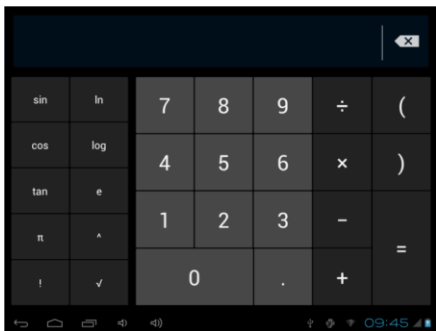 sin ln 7 8 9 ÷ (
cos log 4 5 6 × )
tan e
1 2 3 −
π ^ =
! √ 0 . +
09:45